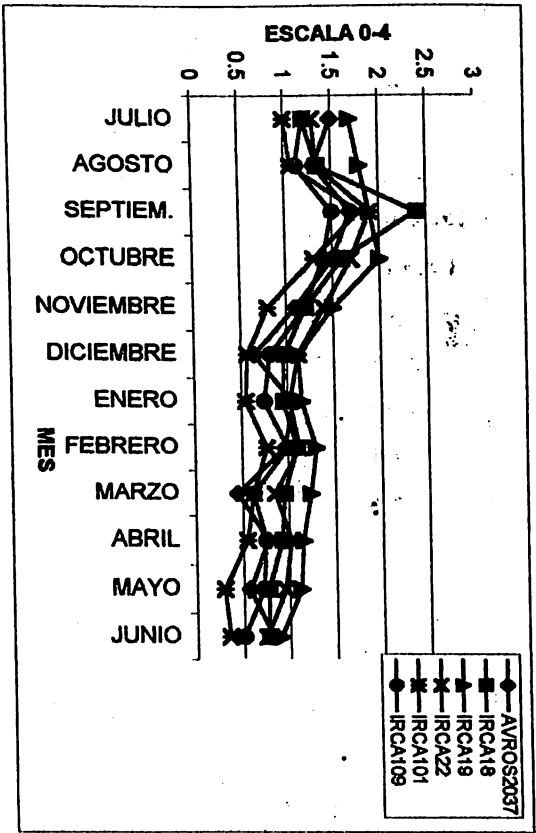 ESCALA 0-4
0
0.5
1
1.5
2
2.5
3
JULIO
AGOSTO
SEPTIEM.
OCTUBRE
NOVIEMBRE
DICIEMBRE
ENERO
FEBRERO
MARZO
ABRIL
MAYO
JUNIO
MES
AVROS2037
IRCA18
IRCA19
IRCA22
IRCA101
IRCA109